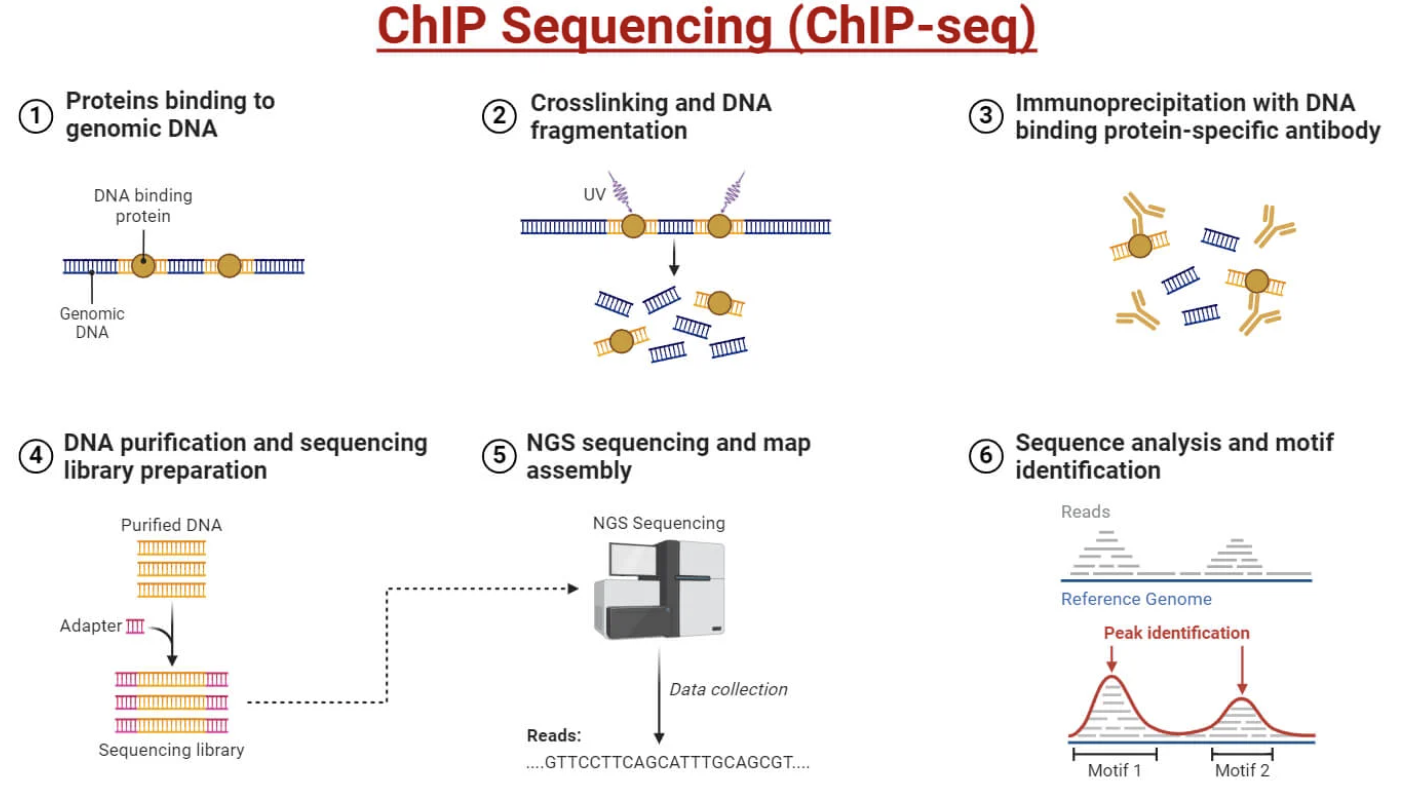 ChIP Sequencing (ChIP-seq)
1
Proteins binding to
genomic DNA
DNA binding
protein
Genomic
DNA
2
Crosslinking and DNA
fragmentation
UV
3
Immunoprecipitation with DNA
binding protein-specific antibody
4
DNA purification and sequencing
library preparation
Purified DNA
Adapter
Sequencing library
5
NGS sequencing and map
assembly
NGS Sequencing
Data collection
Reads:
....GTTCCTTCAGCATTTGCAGCGT....
6
Sequence analysis and motif
identification
Reads
Reference Genome
Peak identification
Motif 1
Motif 2